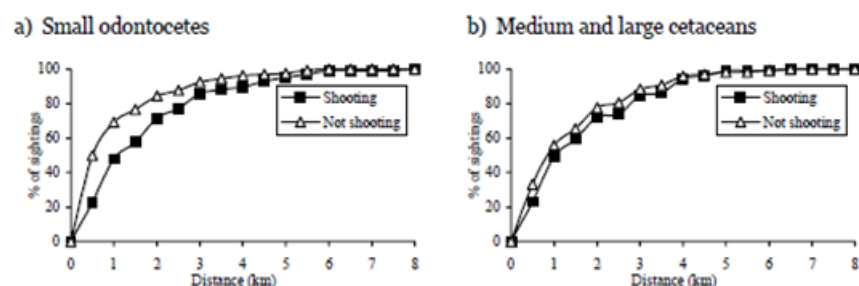 a) Small odontocetes
100
80
60
40
20
0
% of sightings
Shooting
Not shooting
0 1 2 3 4 5 6 7 8
Distance (km)
b) Medium and large cetaceans
100
80
60
40
20
0
% of sightings
Shooting
Not shooting
0 1 2 3 4 5 6 7 8
Distance (km)